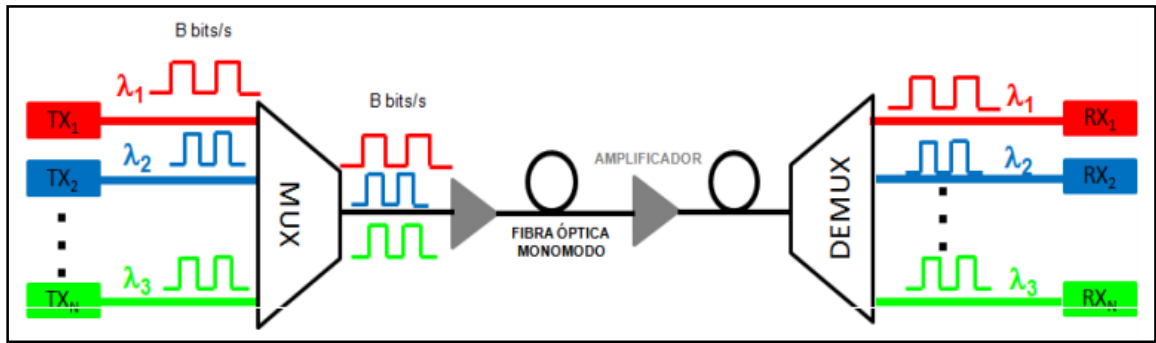 B bits/s
λ1
TX1
B bits/s
λ2
TX2
MUX
AMPLIFICADOR
FIBRA ÓPTICA
MONOMODO
DEMUX
λ1
RX1
λ2
RX2
λ3
TXN
λ3
RXN